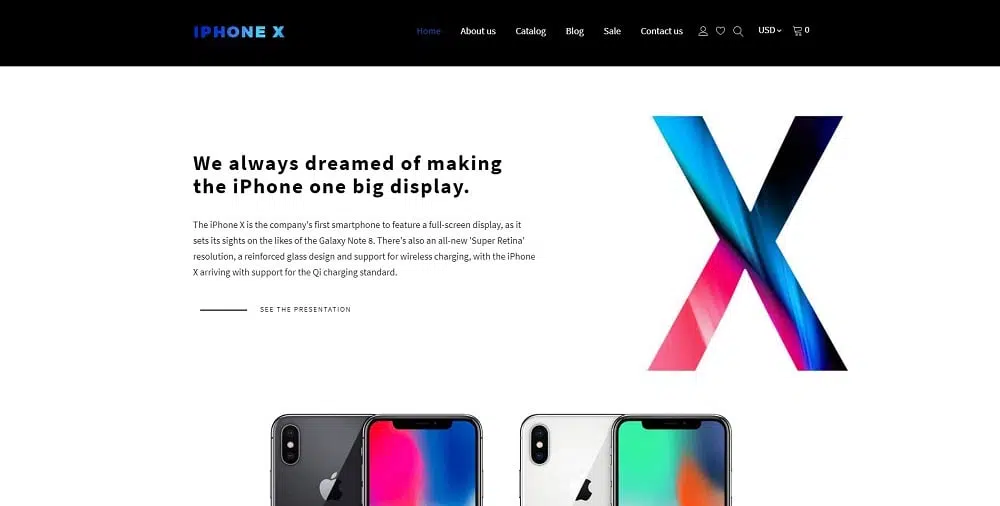 IPHONE X
Home About us Catalog Blog Sale Contact us USD 0
We always dreamed of making
the iPhone one big display.
The iPhone X is the company's first smartphone to feature a full-screen display, as it
sets its sights on the likes of the Galaxy Note 8. There's also an all-new 'Super Retina'
resolution, a reinforced glass design and support for wireless charging, with the iPhone
X arriving with support for the Qi charging standard.
SEE THE PRESENTATION
X